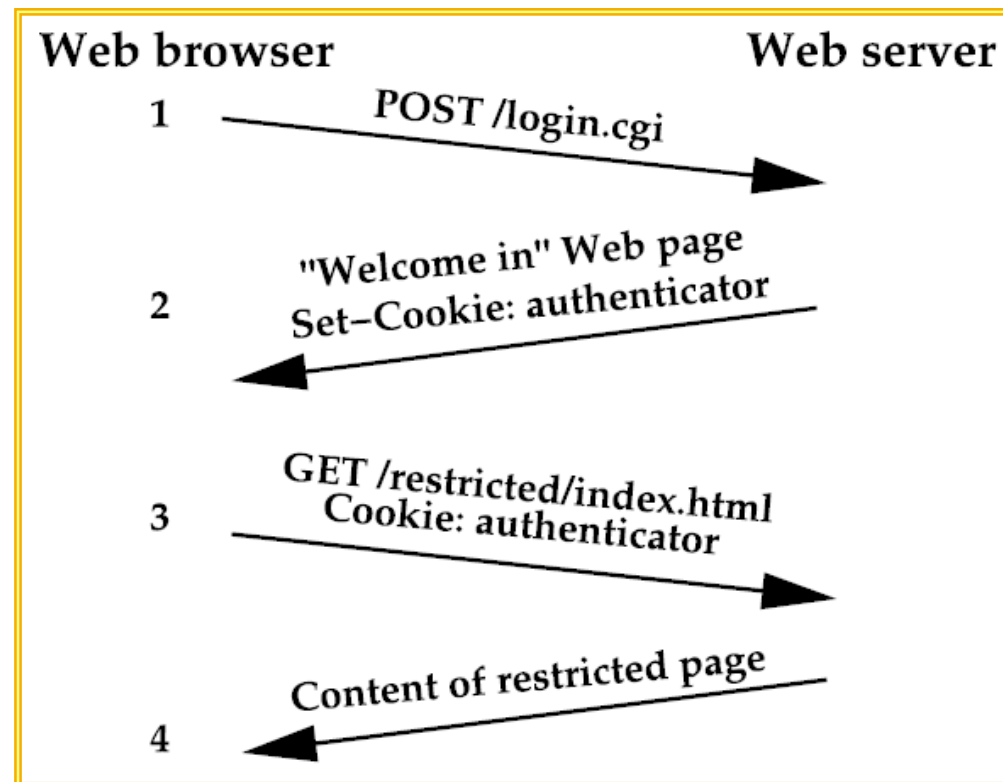 Web browser
Web server
1
POST /login.cgi
2
"Welcome in" Web page
Set–Cookie: authenticator
3
GET /restricted/index.html
Cookie: authenticator
Content of restricted page
4